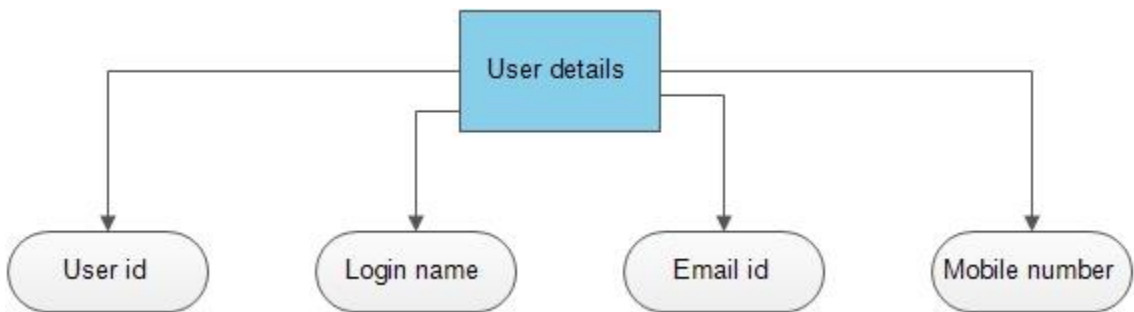 User details
User id
Login name
Email id
Mobile number